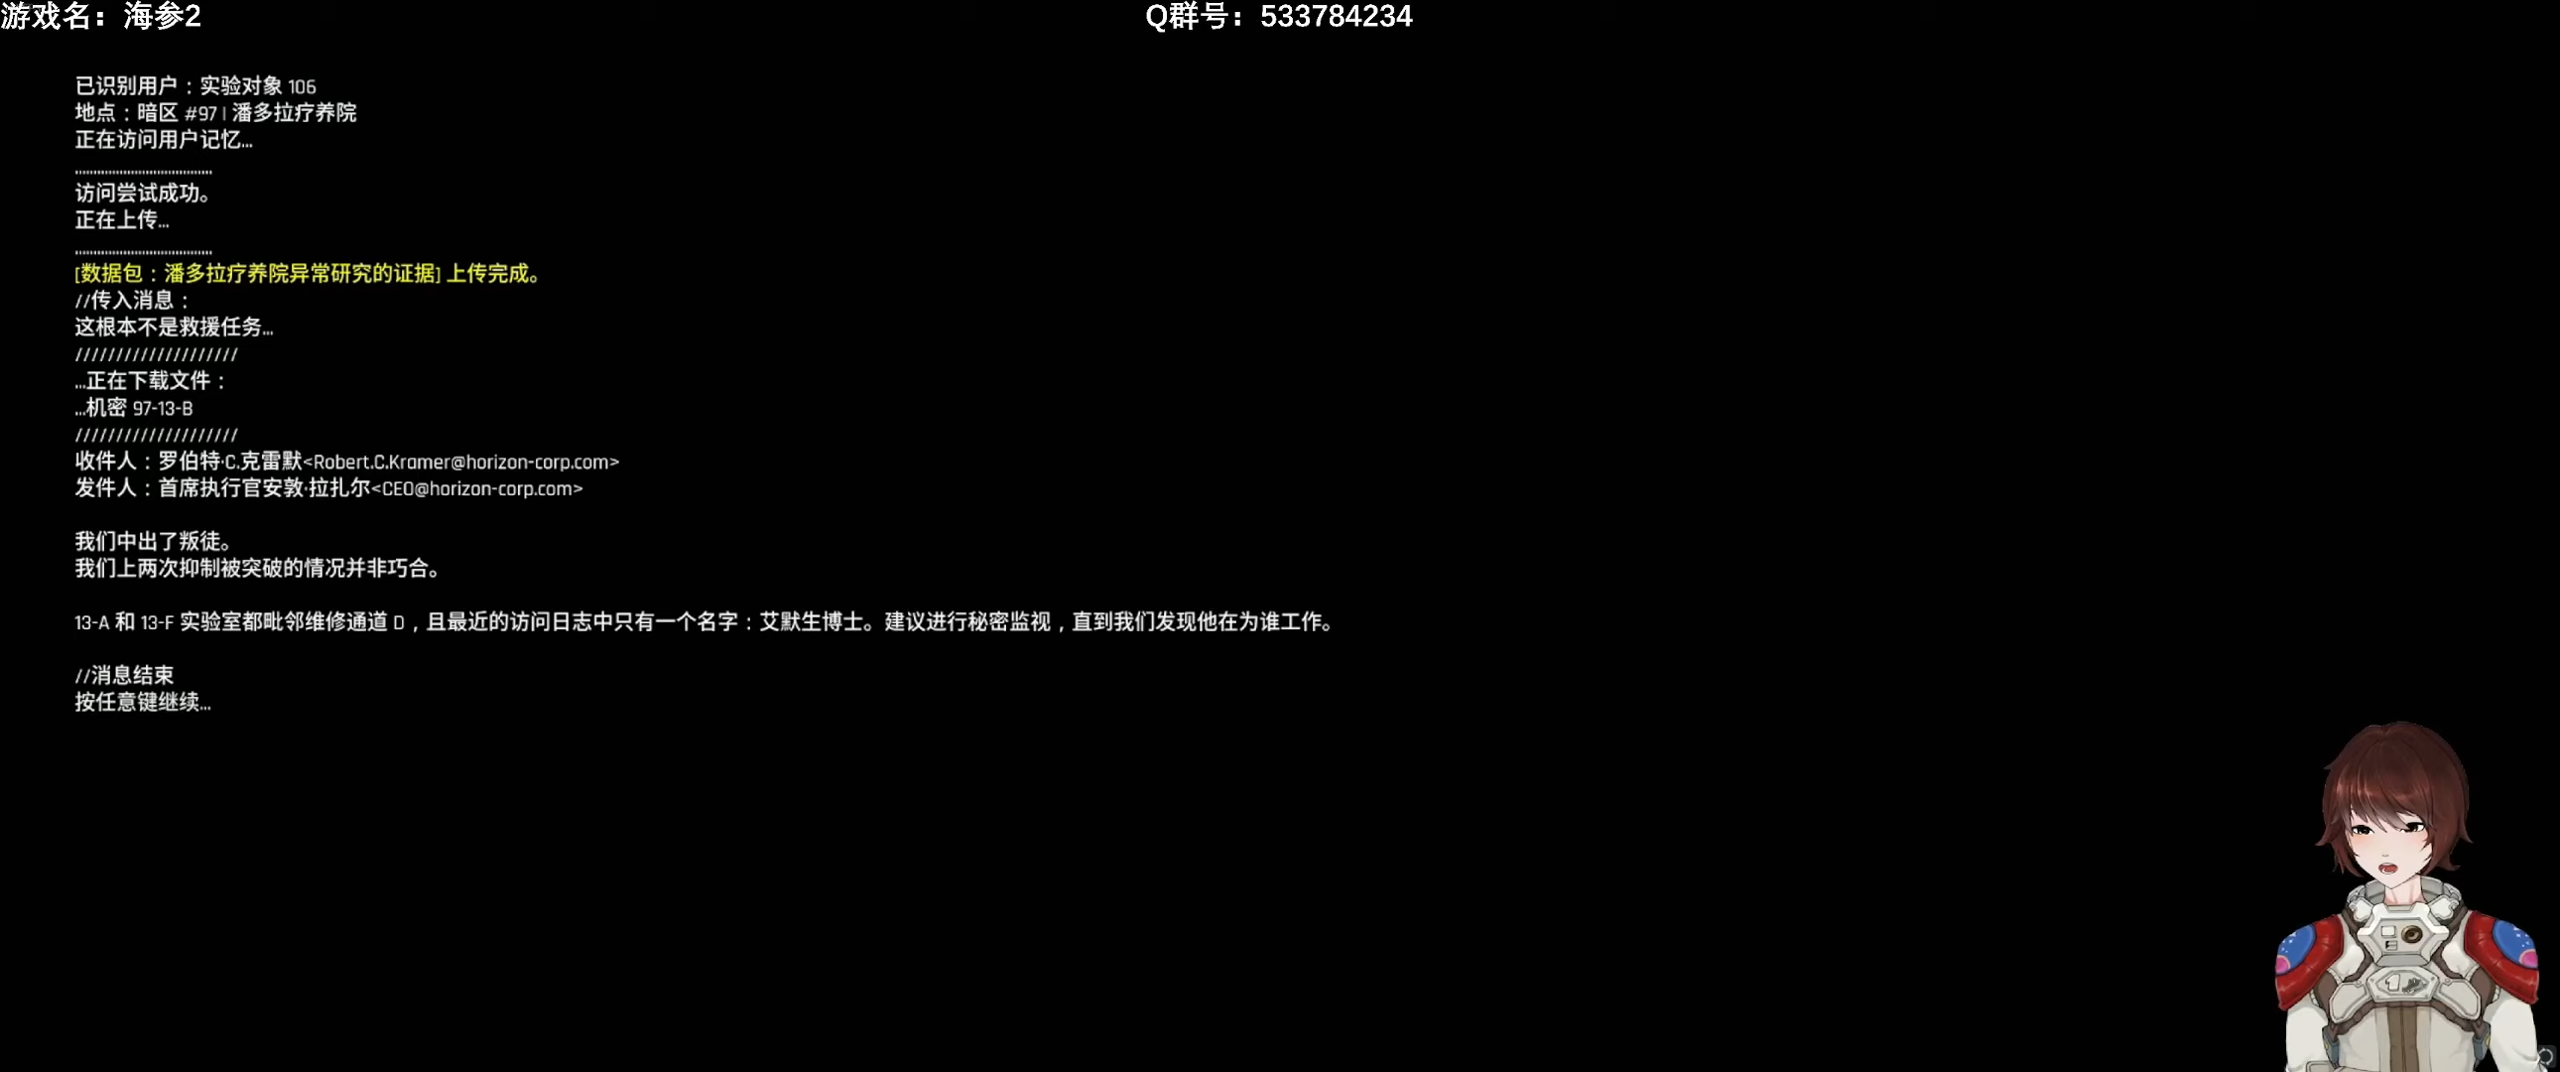 游戏名：海参2
Q群号：533784234
已识别用户：实验对象 106
地点：暗区 #97 | 潘多拉疗养院
正在访问用户记忆...
....................................
访问尝试成功。
正在上传...
....................................
[数据包：潘多拉疗养院异常研究的证据] 上传完成。
//传入消息：
这根本不是救援任务...
////////////////////
...正在下载文件：
...机密 97-13-B
////////////////////
收件人：罗伯特·C.克雷默<Robert.C.Kramer@horizon-corp.com>
发件人：首席执行官安敦·拉扎尔<CEO@horizon-corp.com>
我们中出了叛徒。
我们上两次抑制被突破的情况并非巧合。
13-A 和 13-F 实验室都毗邻维修通道 D，且最近的访问日志中只有一个名字：艾默生博士。建议进行秘密监视，直到我们发现他在为谁工作。
//消息结束
按任意键继续...